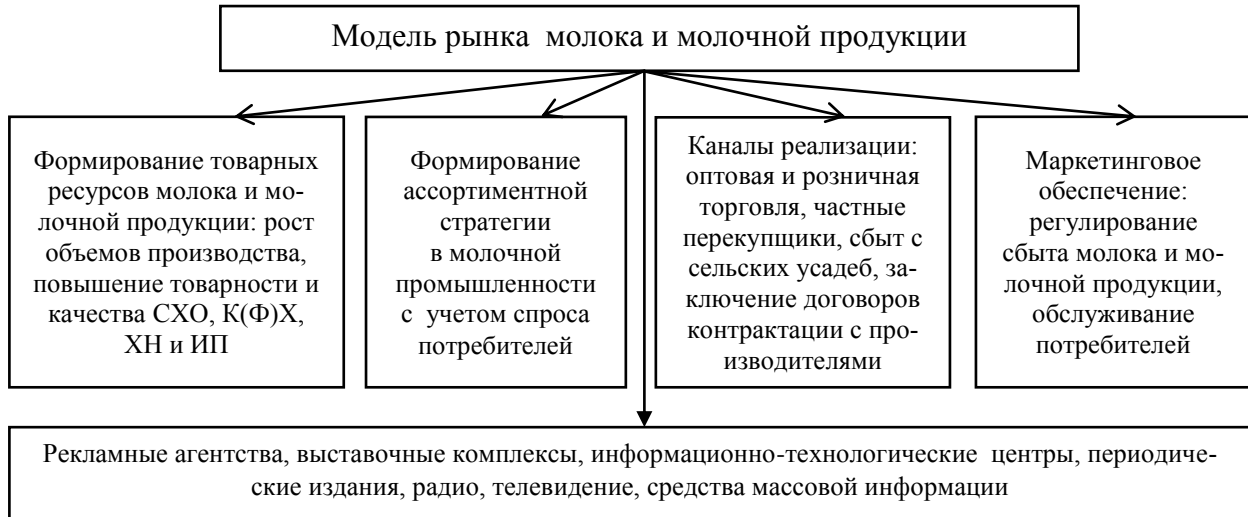 Модель рынка молока и молочной продукции
Формирование товарных
ресурсов молока и мо-
лочной продукции: рост
объемов производства,
повышение товарности и
качества СХО, К(Ф)Х,
ХН и ИП
Формирование
ассортиментной
стратегии
в молочной
промышленности
с учетом спроса
потребителей
Каналы реализации:
оптовая и розничная
торговля, частные
перекупщики, сбыт с
сельских усадеб, за-
ключение договоров
контрактации с про-
изводителями
Маркетинговое
обеспечение:
регулирование
сбыта молока и мо-
лочной продукции,
обслуживание
потребителей
Рекламные агентства, выставочные комплексы, информационно-технологические центры, периодиче-
ские издания, радио, телевидение, средства массовой информации